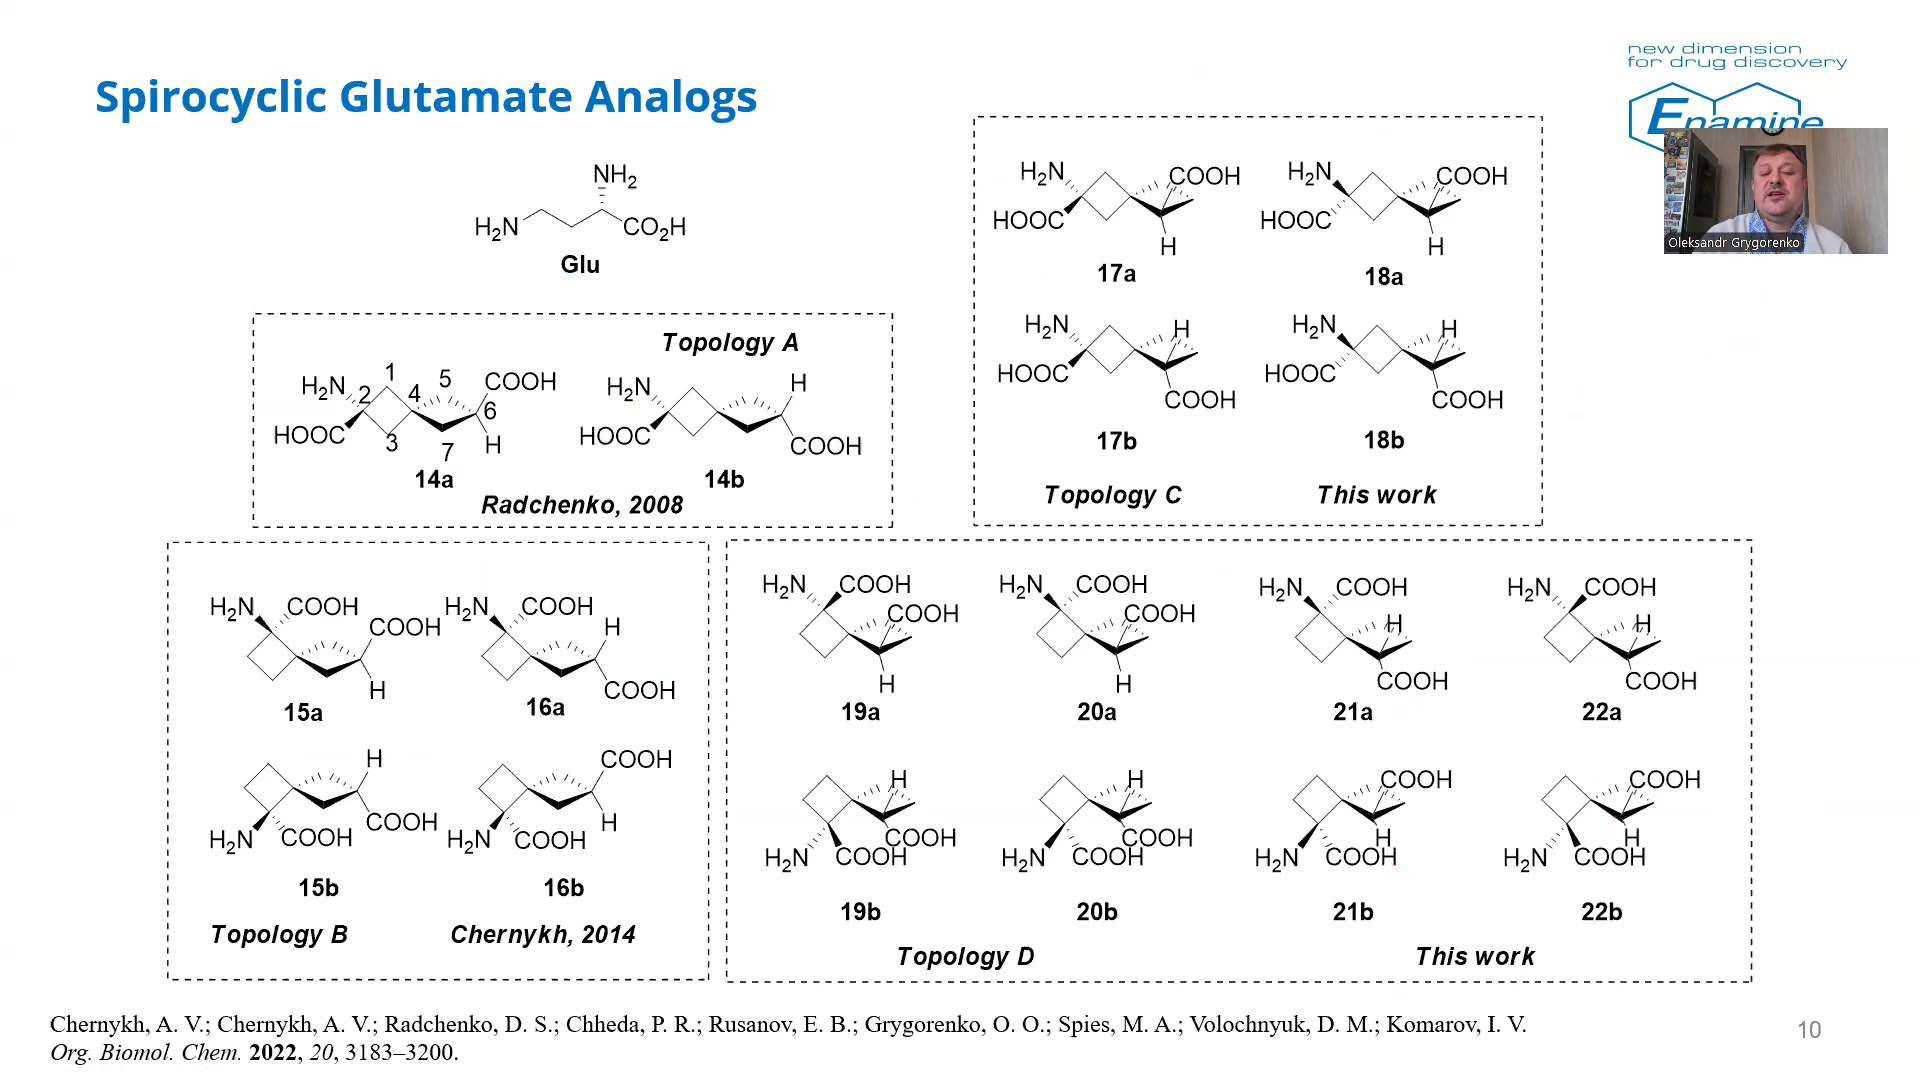 new dimension
for drug discovery
Enamine
Spirocyclic Glutamate Analogs
Oleksandr Grygorenko
NH2
H2N
CO2H
Glu
Topology A
H2N
1
2
3
4
5
6
7
COOH
HOOC
H
14a
H2N
H
HOOC
COOH
14b
Radchenko, 2008
H2N
COOH
HOOC
H
17a
H2N
COOH
HOOC
H
18a
H2N
H
HOOC
COOH
17b
H2N
H
HOOC
COOH
18b
Topology C
This work
H2N
COOH
COOH
H
15a
H2N
COOH
H
COOH
16a
H
COOH
H2N
COOH
15b
COOH
H
H2N
COOH
16b
Topology B
Chernykh, 2014
H2N
COOH
COOH
H
19a
H2N
COOH
COOH
H
20a
H2N
COOH
H
COOH
21a
H2N
COOH
H
COOH
22a
H
COOH
H2N
COOH
19b
H
COOH
H2N
COOH
20b
COOH
H
H2N
COOH
21b
COOH
H
H2N
COOH
22b
Topology D
This work
Chernykh, A. V.; Chernykh, A. V.; Radchenko, D. S.; Chheda, P. R.; Rusanov, E. B.; Grygorenko, O. O.; Spies, M. A.; Volochnyuk, D. M.; Komarov, I. V.
Org. Biomol. Chem. 2022, 20, 3183–3200.
10